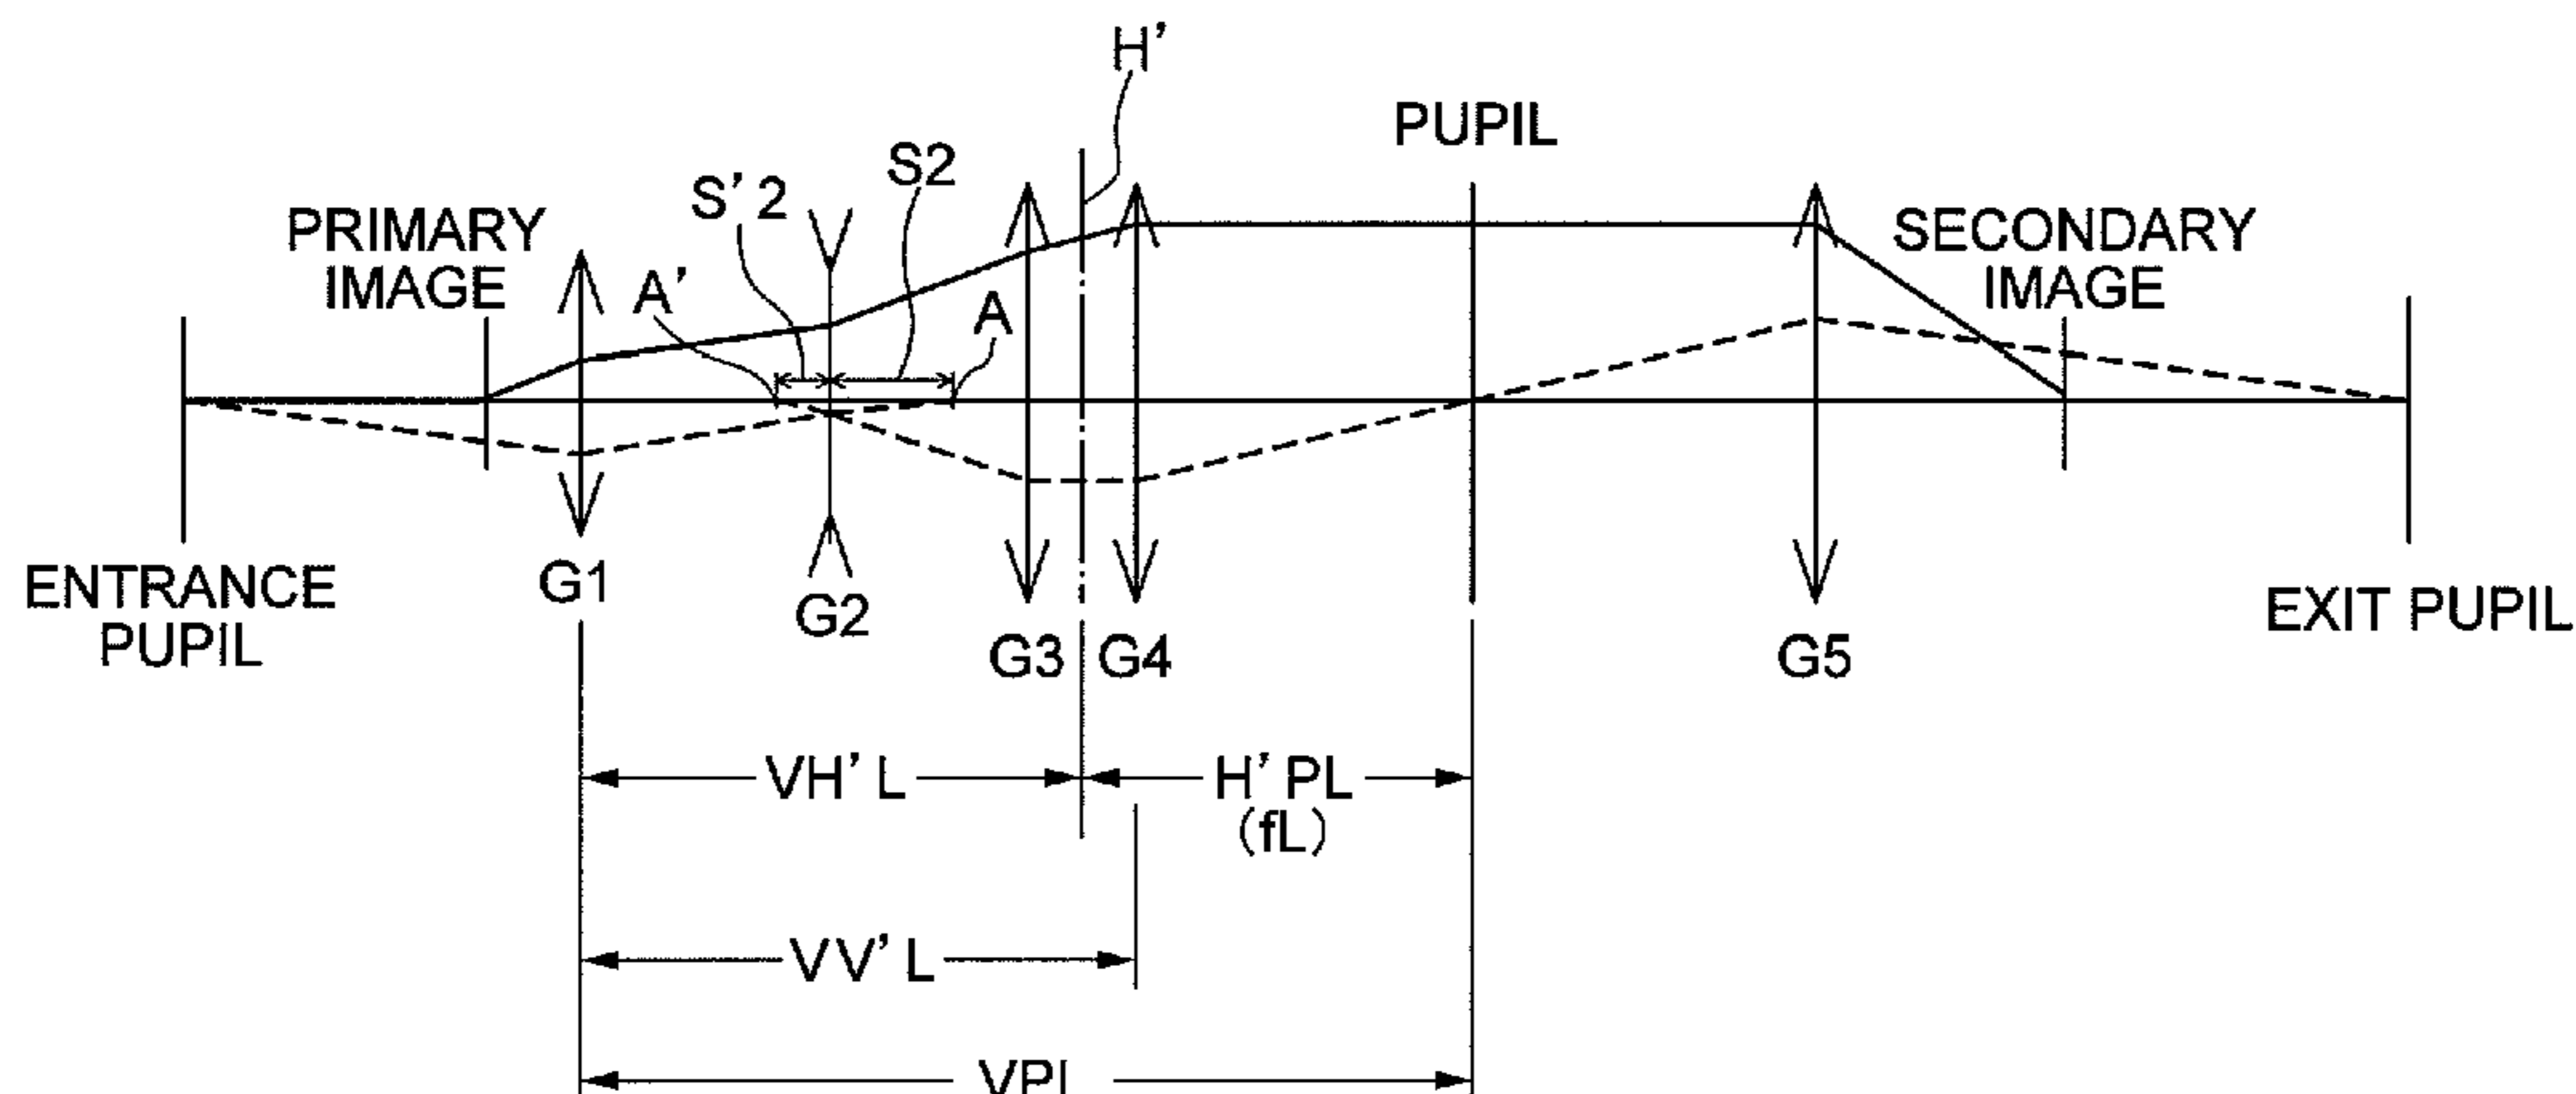 H'
PUPIL
S2
S'2
PRIMARY
IMAGE
SECONDARY
IMAGE
A'
A
ENTRANCE
PUPIL
G1
G2
G3
G4
G5
EXIT PUPIL
VH'L
H'PL
(fL)
VV'L
VPL